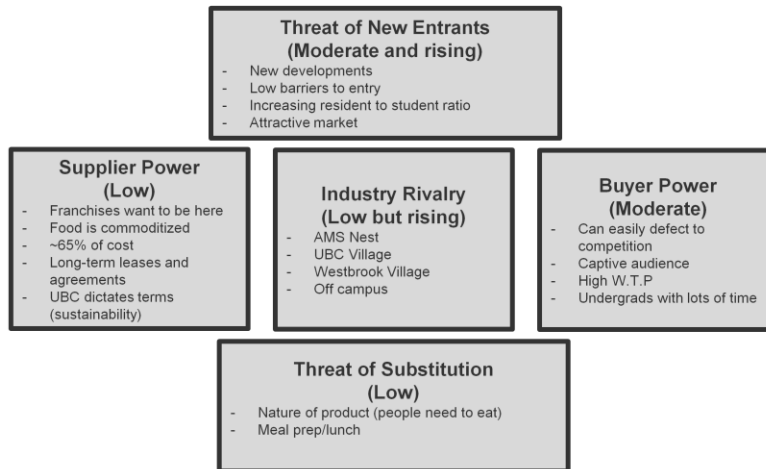 Threat of New Entrants
(Moderate and rising)
- New developments
- Low barriers to entry
- Increasing resident to student ratio
- Attractive market
Supplier Power
(Low)
- Franchises want to be here
- Food is commoditized
- ~65% of cost
- Long-term leases and
agreements
- UBC dictates terms
(sustainability)
Industry Rivalry
(Low but rising)
- AMS Nest
- UBC Village
- Westbrook Village
- Off campus
Buyer Power
(Moderate)
- Can easily defect to
competition
- Captive audience
- High W.T.P
- Undergrads with lots of time
Threat of Substitution
(Low)
- Nature of product (people need to eat)
- Meal prep/lunch